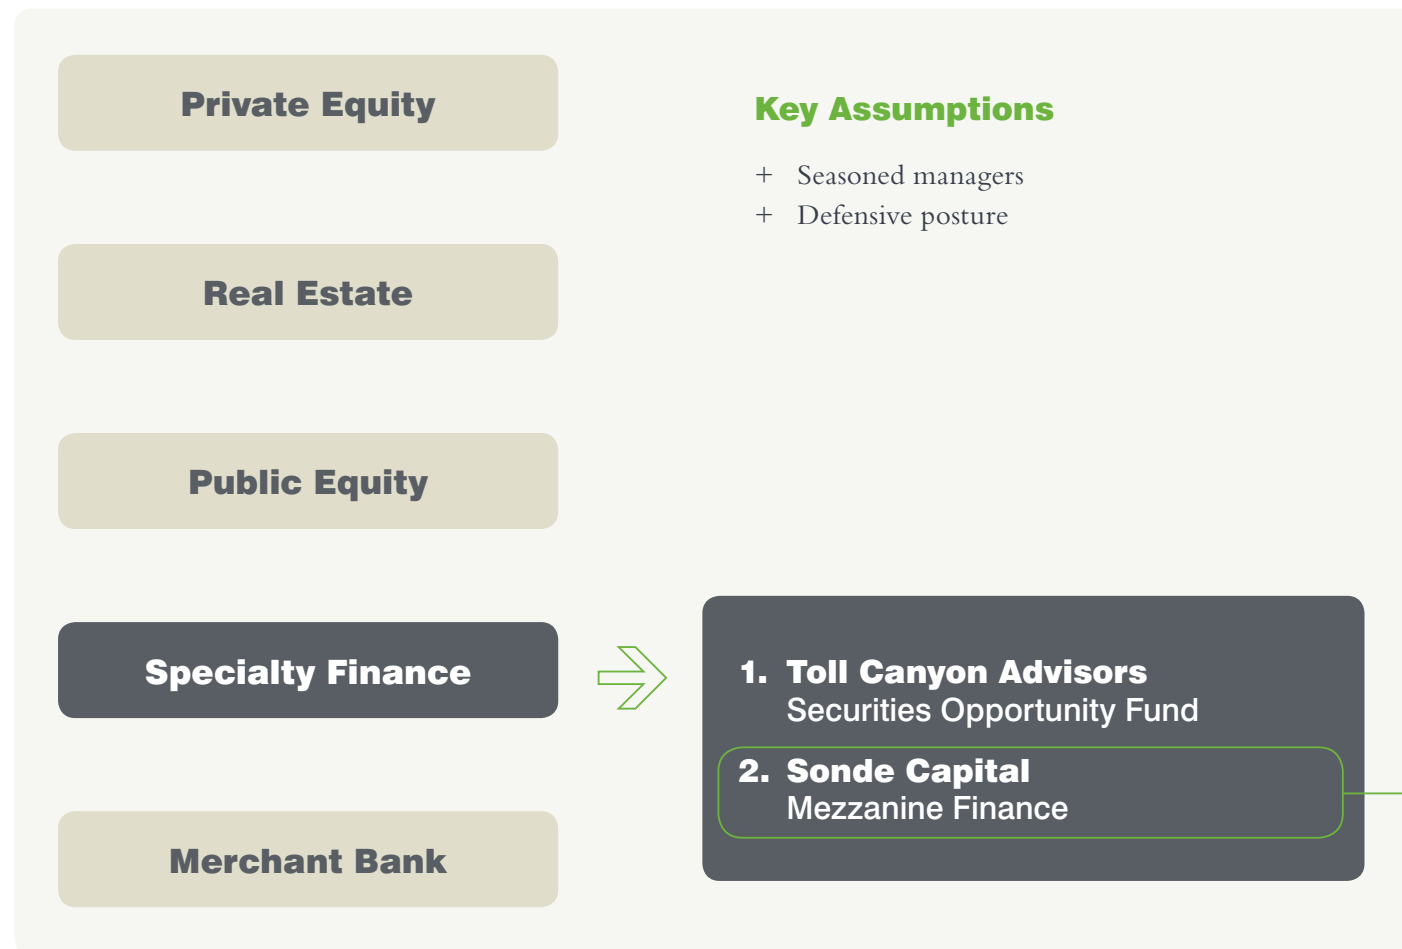 Private Equity
Real Estate
Public Equity
Specialty Finance
Merchant Bank
Key Assumptions
+ Seasoned managers
+ Defensive posture
1. Toll Canyon Advisors
Securities Opportunity Fund
2. Sonde Capital
Mezzanine Finance